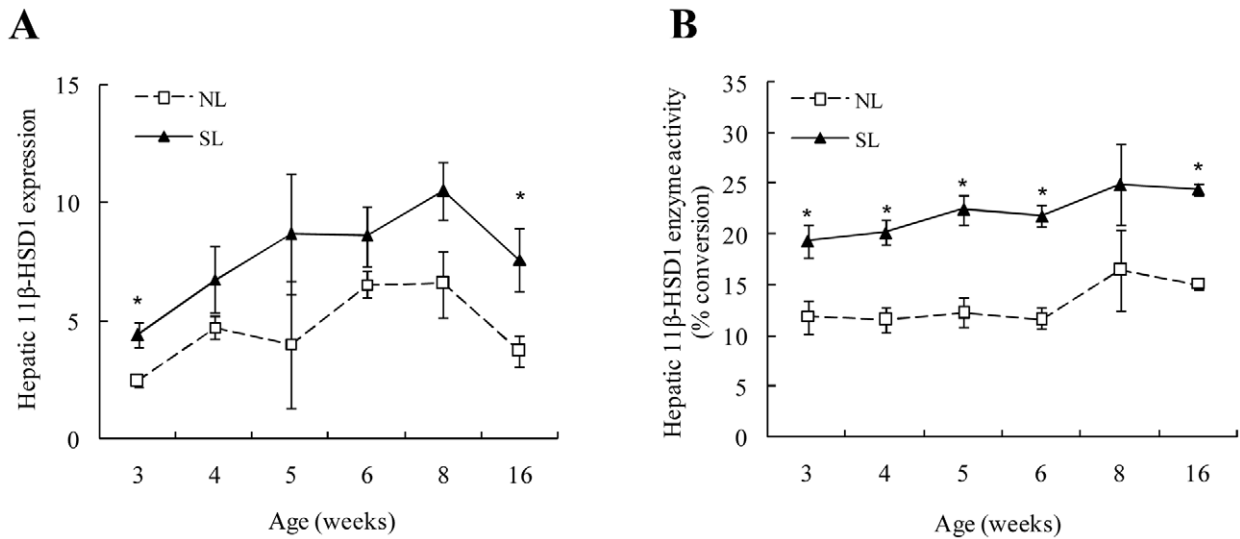 A
Hepatic 11β-HSD1 expression
15
10
5
0
NL
SL
*
*
3 4 5 6 8 16
Age (weeks)
B
Hepatic 11β-HSD1 enzyme activity
(% conversion)
35
30
25
20
15
10
5
0
NL
SL
*
*
*
*
*
3 4 5 6 8 16
Age (weeks)